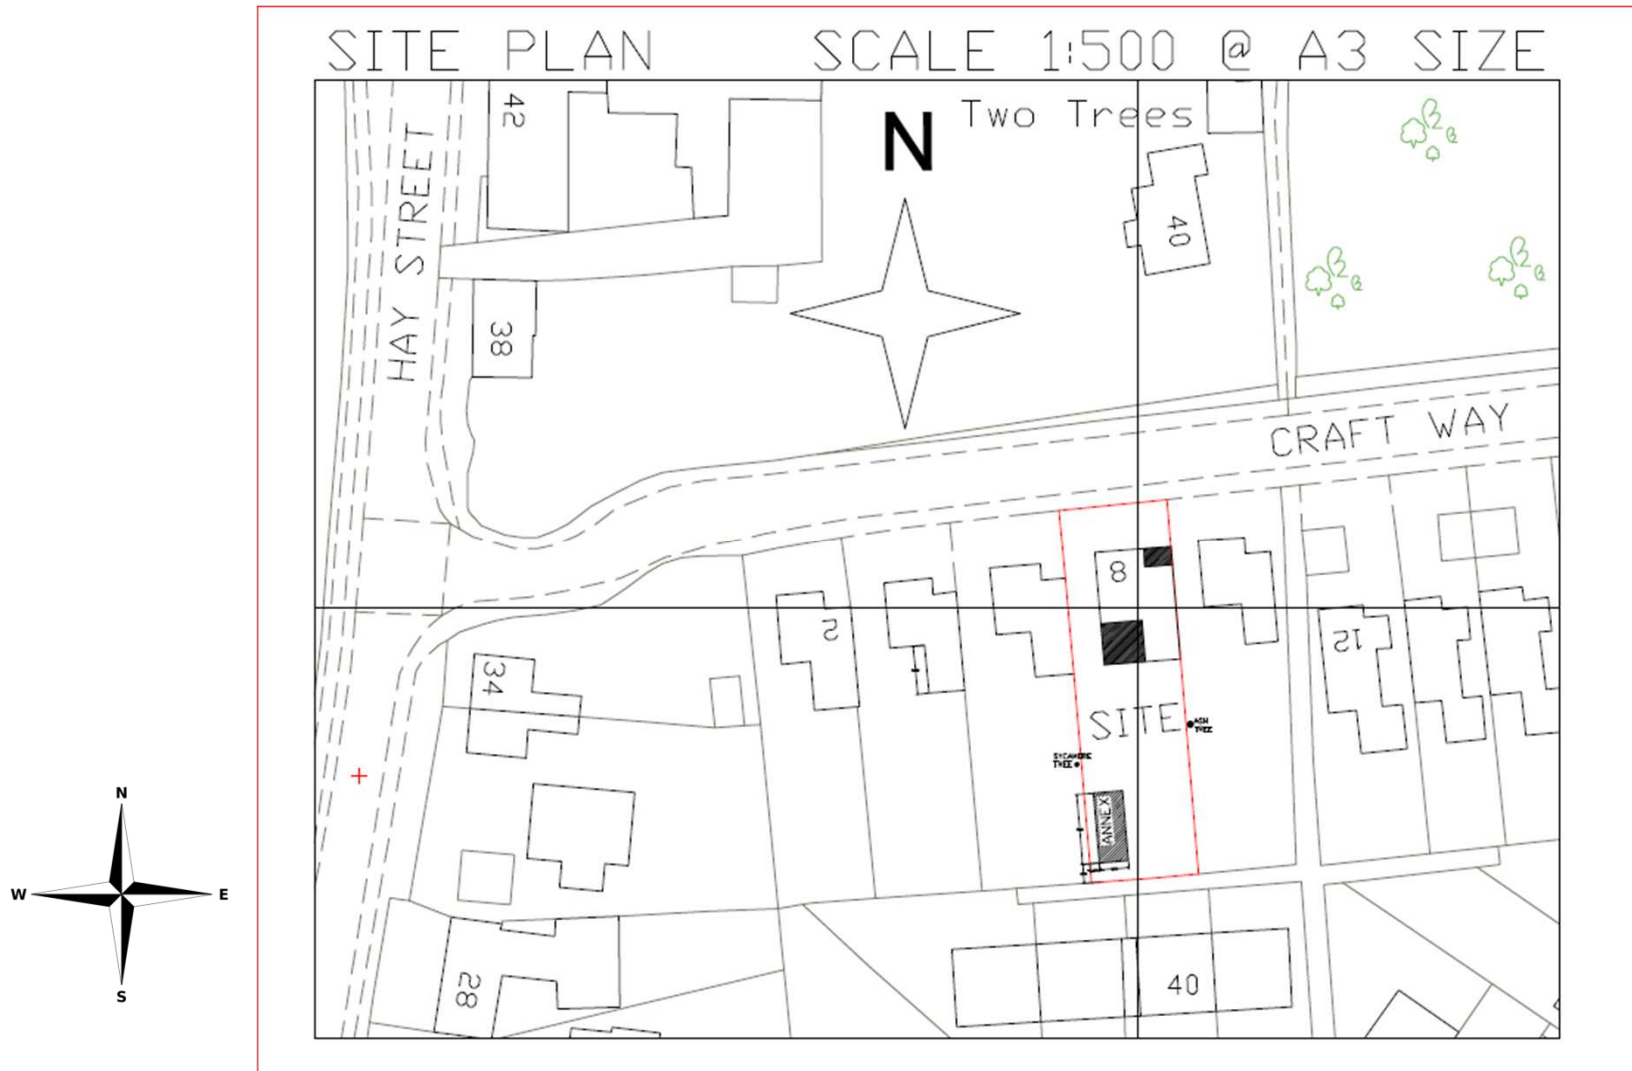 SITE PLAN SCALE 1:500 @ A3 SIZE
42
N
Two Trees
HAY STREET
40
38
CRAFT WAY
8
2
12
34
SITE
ASH
TREE
SYCAMORE
TREE
ANNEX
N
W
E
S
28
40